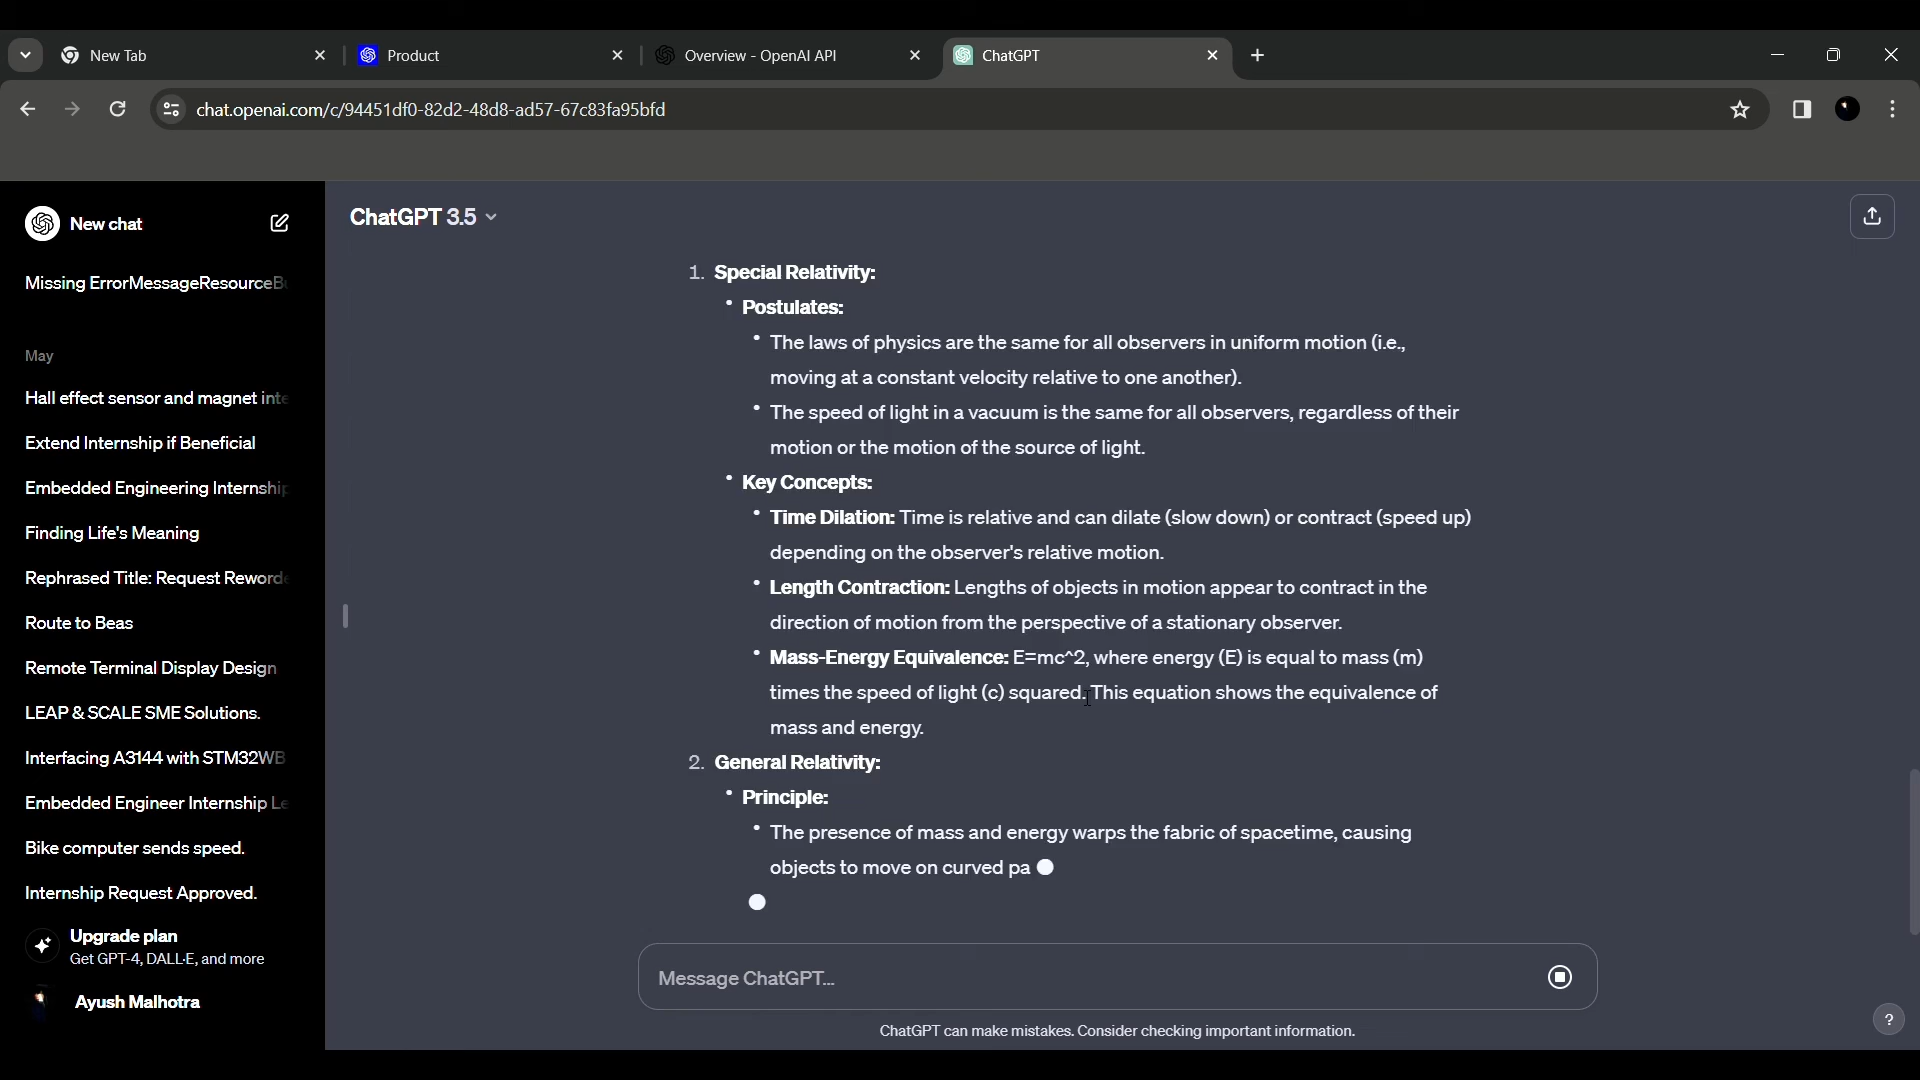 New Tab
Product
Overview - OpenAI API
ChatGPT
chat.openai.com/c/94451df0-82d2-48d8-ad57-67c83fa95bfd
New chat
Missing ErrorMessageResourceB
May
Hall effect sensor and magnet inte
Extend Internship if Beneficial
Embedded Engineering Internship
Finding Life's Meaning
Rephrased Title: Request Reworde
Route to Beas
Remote Terminal Display Design
LEAP & SCALE SME Solutions.
Interfacing A3144 with STM32WB
Embedded Engineer Internship Le
Bike computer sends speed.
Internship Request Approved.
Upgrade plan
Get GPT-4, DALL·E, and more
Ayush Malhotra
ChatGPT 3.5
1. Special Relativity:
• Postulates:
• The laws of physics are the same for all observers in uniform motion (i.e.,
moving at a constant velocity relative to one another).
• The speed of light in a vacuum is the same for all observers, regardless of their
motion or the motion of the source of light.
• Key Concepts:
• Time Dilation: Time is relative and can dilate (slow down) or contract (speed up)
depending on the observer's relative motion.
• Length Contraction: Lengths of objects in motion appear to contract in the
direction of motion from the perspective of a stationary observer.
• Mass-Energy Equivalence: E=mc^2, where energy (E) is equal to mass (m)
times the speed of light (c) squared. This equation shows the equivalence of
mass and energy.
2. General Relativity:
• Principle:
• The presence of mass and energy warps the fabric of spacetime, causing
objects to move on curved pa
Message ChatGPT...
ChatGPT can make mistakes. Consider checking important information.
?